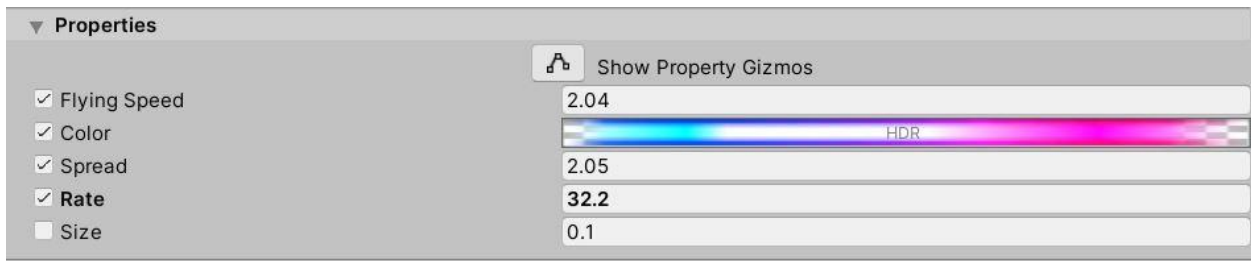 Properties
Show Property Gizmos
Flying Speed 2.04
Color HDR
Spread 2.05
Rate 32.2
Size 0.1